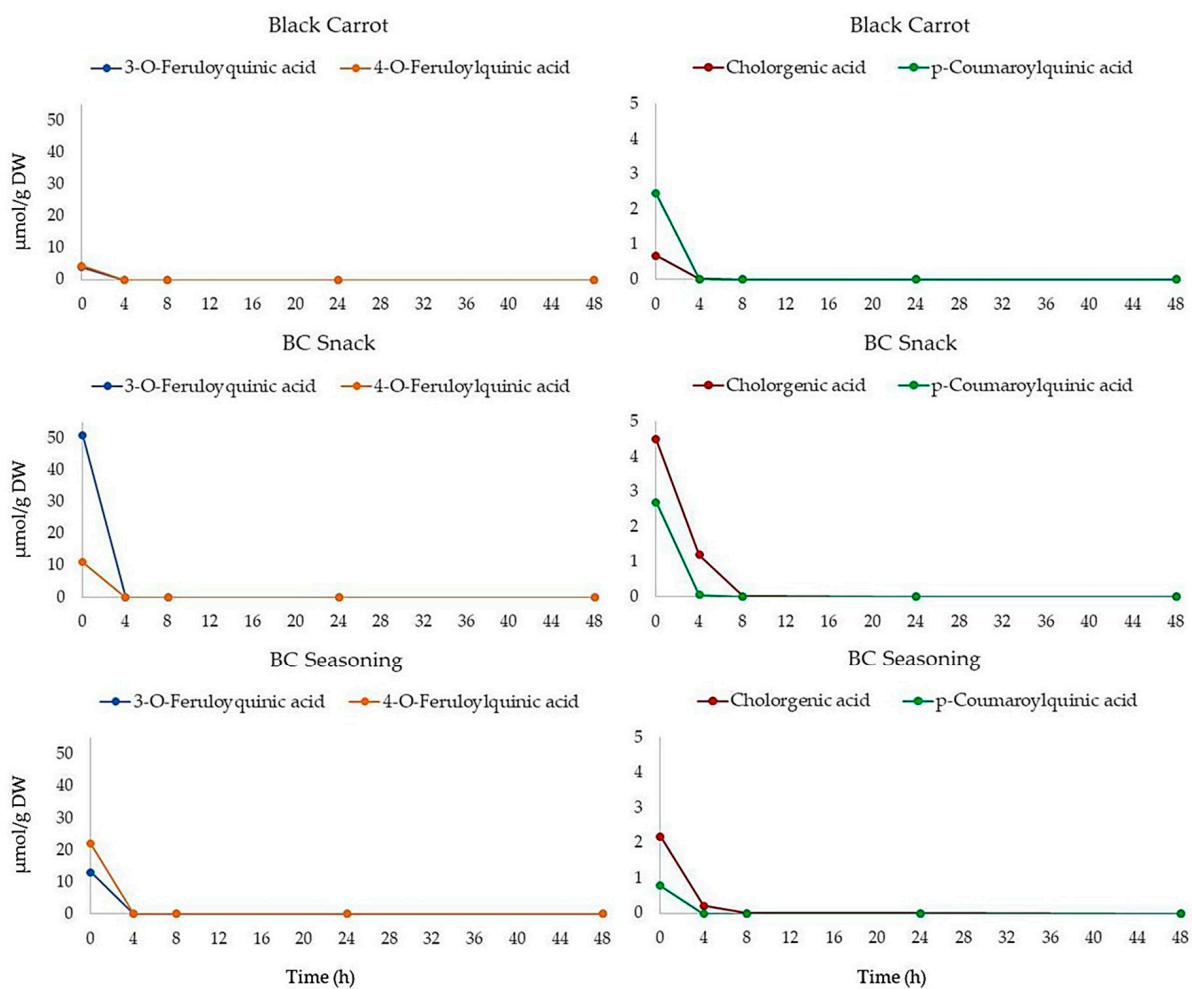 Black Carrot
3-O-Feruloyquinic acid 4-O-Feruloylquinic acid
µmol/g DW
50
40
30
20
10
0
0 4 8 12 16 20 24 28 32 36 40 44 48
Black Carrot
Cholorgenic acid p-Coumaroylquinic acid
5
4
3
2
1
0
0 4 8 12 16 20 24 28 32 36 40 44 48
BC Snack
3-O-Feruloyquinic acid 4-O-Feruloylquinic acid
µmol/g DW
50
40
30
20
10
0
0 4 8 12 16 20 24 28 32 36 40 44 48
BC Snack
Cholorgenic acid p-Coumaroylquinic acid
5
4
3
2
1
0
0 4 8 12 16 20 24 28 32 36 40 44 48
BC Seasoning
3-O-Feruloyquinic acid 4-O-Feruloylquinic acid
µmol/g DW
50
40
30
20
10
0
0 4 8 12 16 20 24 28 32 36 40 44 48
Time (h)
BC Seasoning
Cholorgenic acid p-Coumaroylquinic acid
5
4
3
2
1
0
0 4 8 12 16 20 24 28 32 36 40 44 48
Time (h)